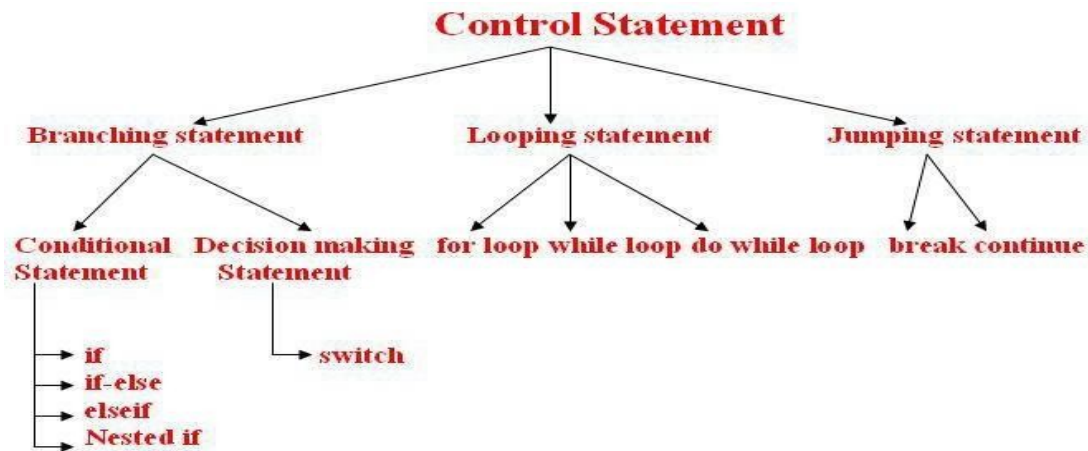 Control Statement
Branching statement
Looping statement
Jumping statement
Conditional
Statement
Decision making
Statement
for loop while loop do while loop
break continue
if
if-else
elseif
Nested if
switch